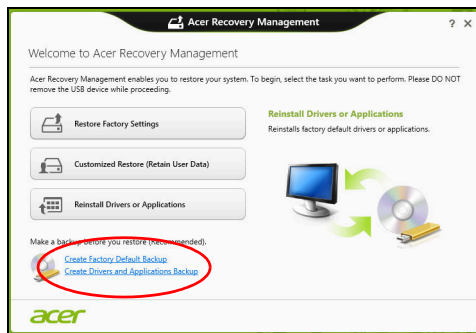 Acer Recovery Management
? ×
Welcome to Acer Recovery Management
Acer Recovery Management enables you to restore your system. To begin, select the task you want to perform. Please DO NOT
remove the USB device while proceeding.
Restore Factory Settings
Customized Restore (Retain User Data)
Reinstall Drivers or Applications
Reinstall Drivers or Applications
Reinstalls factory default drivers or applications.
Make a backup before you restore (Recommended).
Create Factory Default Backup
Create Drivers and Applications Backup
acer